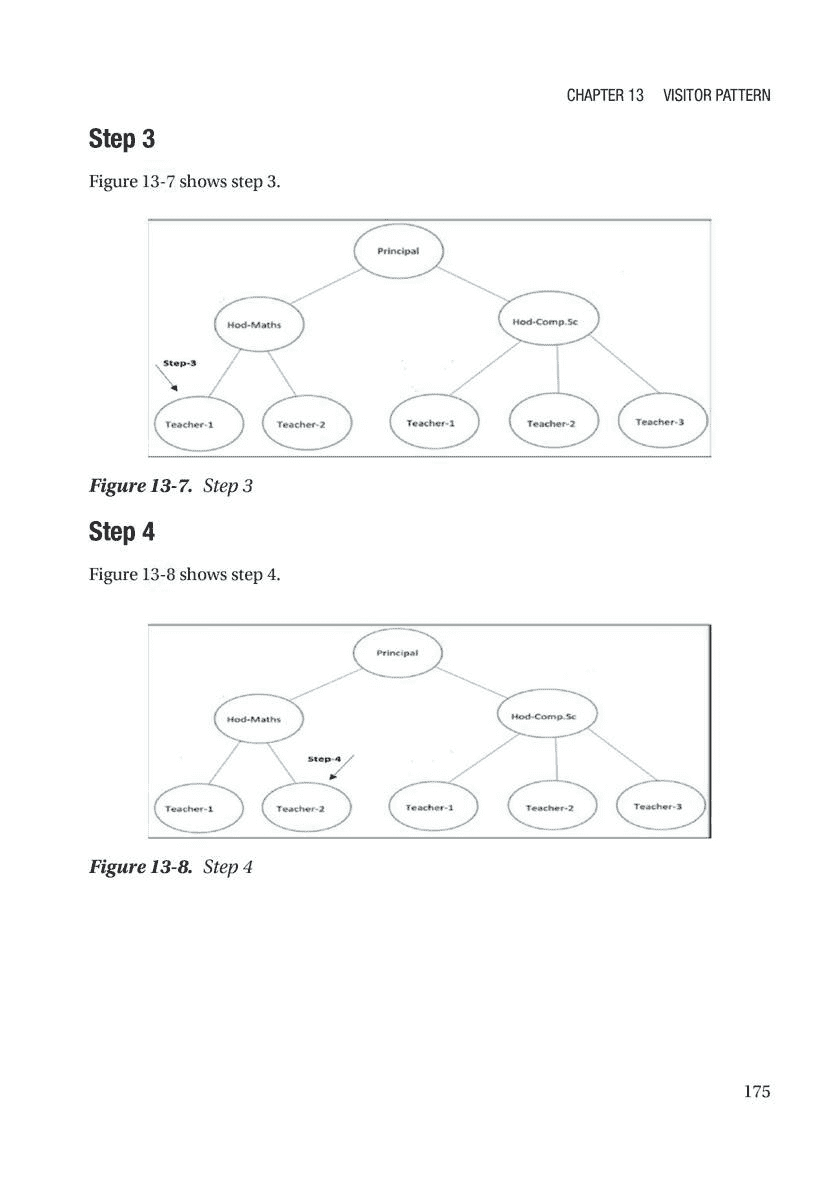 CHAPTER 13 VISITOR PATTERN
Step 3
Figure 13-7 shows step 3.
Principal
Hod-Maths
Hod-Comp.Sc
Step-3
Teacher-1
Teacher-2
Teacher-1
Teacher-2
Teacher-3
Figure 13-7. Step 3
Step 4
Figure 13-8 shows step 4.
Principal
Hod-Maths
Hod-Comp.Sc
Step-4
Teacher-1
Teacher-2
Teacher-1
Teacher-2
Teacher-3
Figure 13-8. Step 4
175